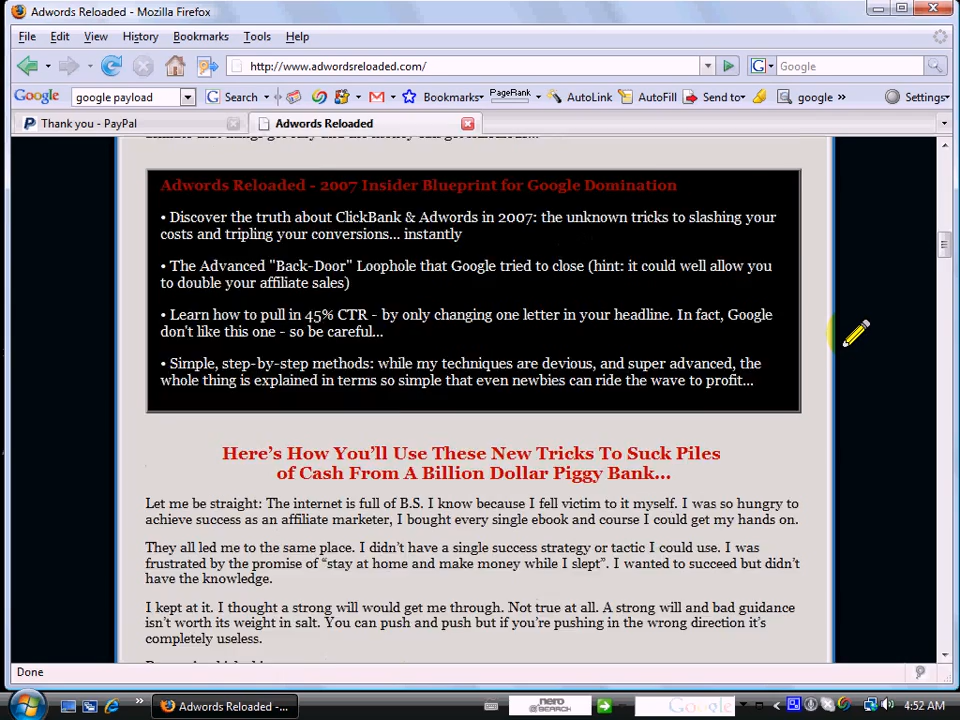 Adwords Reloaded - Mozilla Firefox
File Edit View History Bookmarks Tools Help
http://www.adwordsreloaded.com/
G Google
Google google payload G Search Bookmarks PageRank AutoLink AutoFill Send to google » Settings
Thank you - PayPal
Adwords Reloaded
Adwords Reloaded - 2007 Insider Blueprint for Google Domination
• Discover the truth about ClickBank & Adwords in 2007: the unknown tricks to slashing your
costs and tripling your conversions... instantly
• The Advanced "Back-Door" Loophole that Google tried to close (hint: it could well allow you
to double your affiliate sales)
• Learn how to pull in 45% CTR - by only changing one letter in your headline. In fact, Google
don't like this one - so be careful...
• Simple, step-by-step methods: while my techniques are devious, and super advanced, the
whole thing is explained in terms so simple that even newbies can ride the wave to profit...
Here's How You'll Use These New Tricks To Suck Piles
of Cash From A Billion Dollar Piggy Bank...
Let me be straight: The internet is full of B.S. I know because I fell victim to it myself. I was so hungry to
achieve success as an affiliate marketer, I bought every single ebook and course I could get my hands on.
They all led me to the same place. I didn't have a single success strategy or tactic I could use. I was
frustrated by the promise of “stay at home and make money while I slept”. I wanted to succeed but didn't
have the knowledge.
I kept at it. I thought a strong will would get me through. Not true at all. A strong will and bad guidance
isn't worth its weight in salt. You can push and push but if you're pushing in the wrong direction it's
completely useless.
Done
» Adwords Reloaded -... nero SEARCH Google 4:52 AM